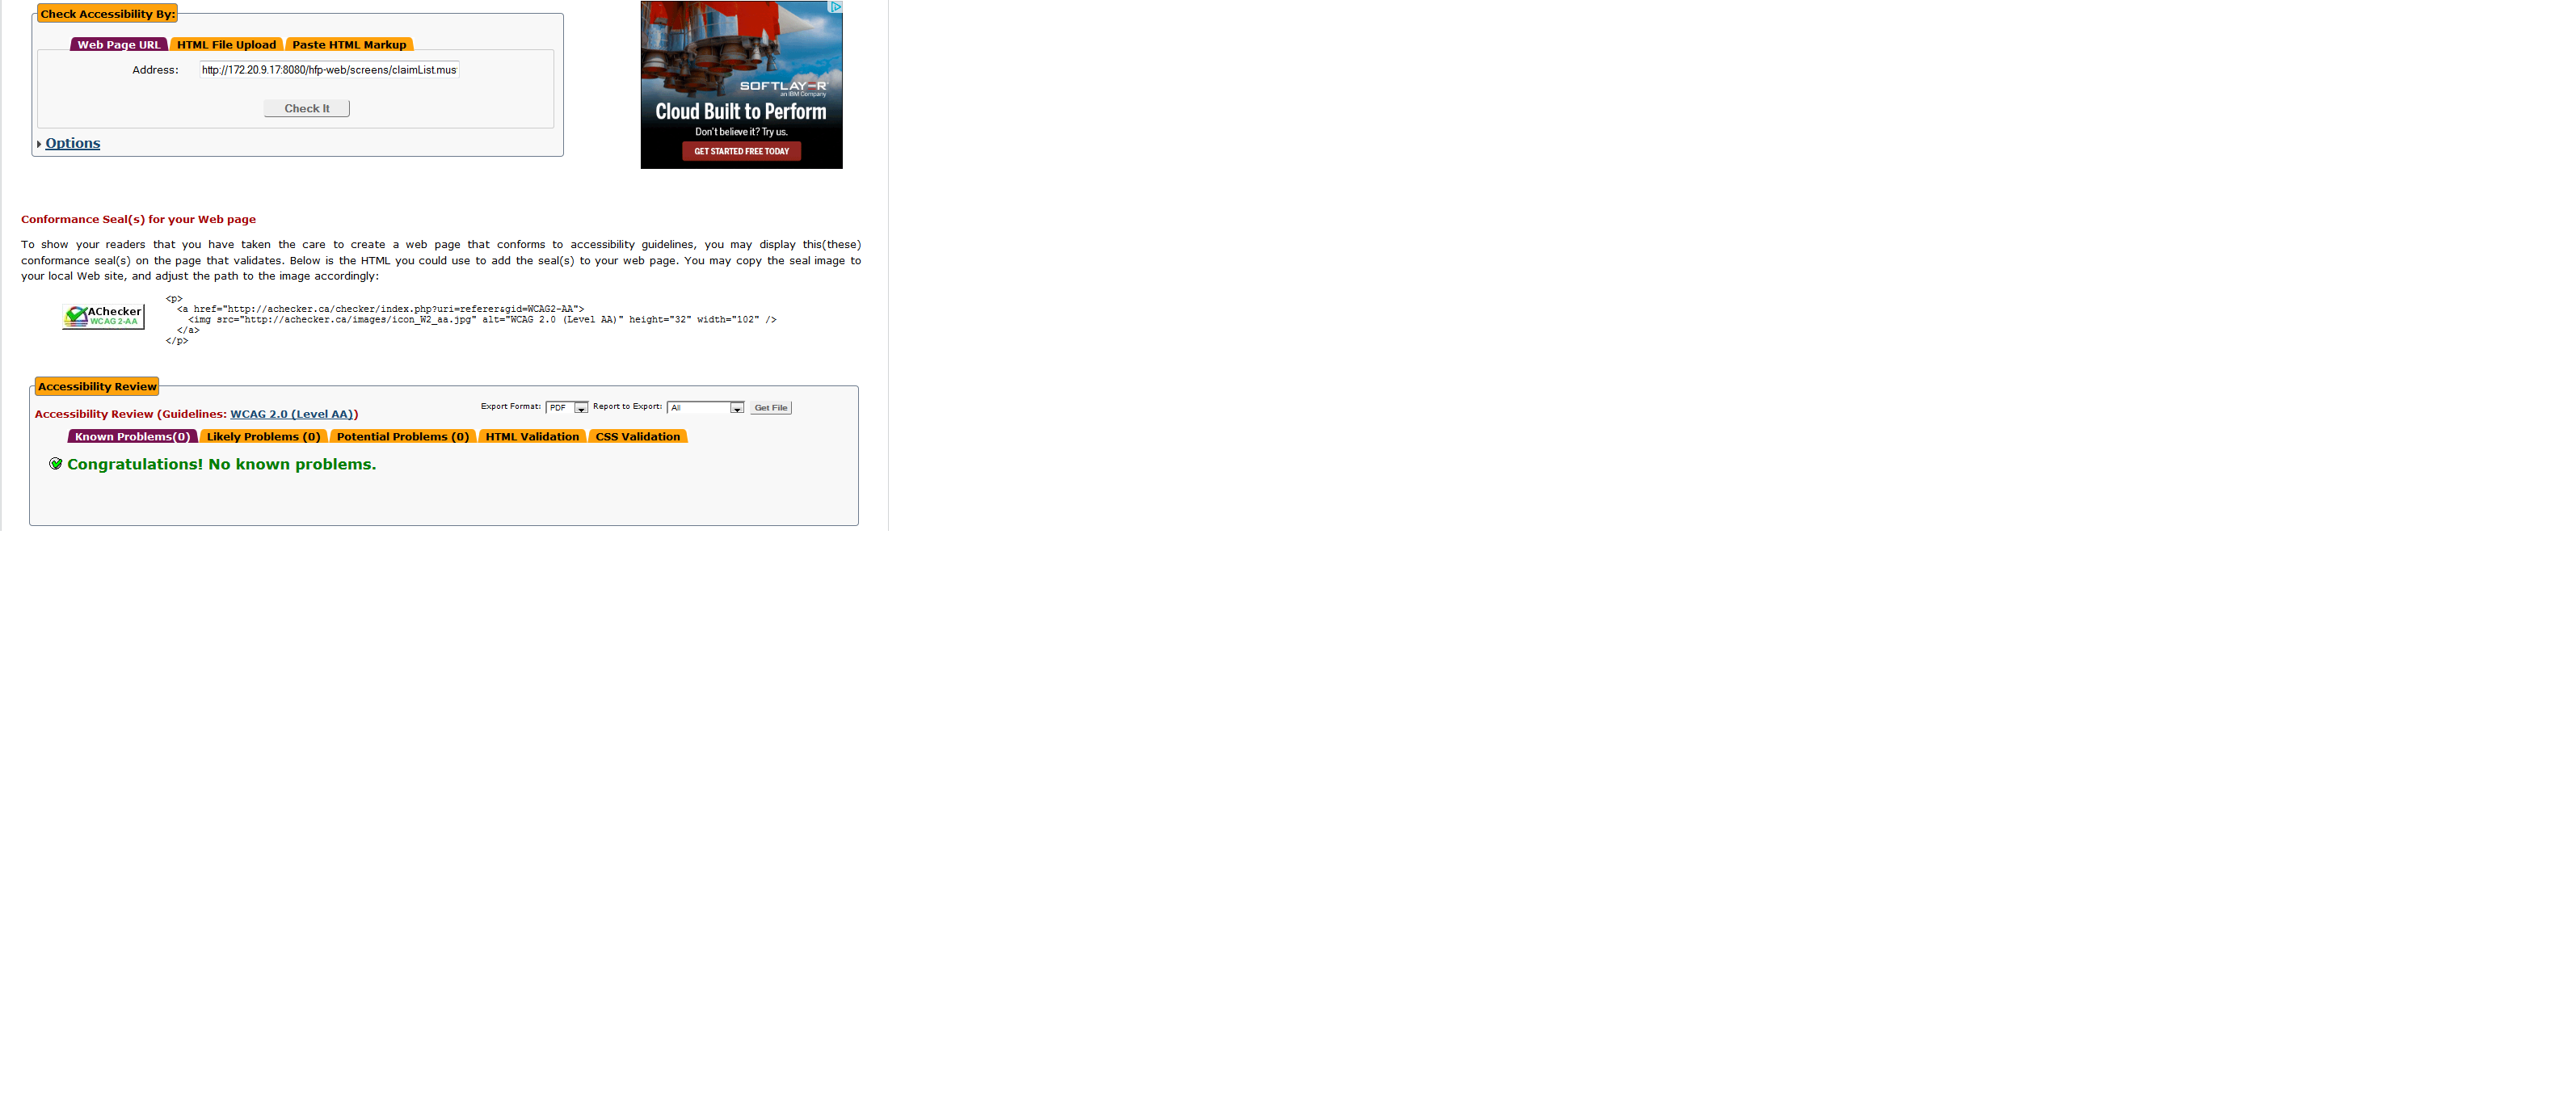 Check Accessibility By:
Web Page URL HTML File Upload Paste HTML Markup
Address: http://172.20.9.17:8080/hfp-web/screens/claimList.mus
Check It
Options
SOFTLAYER
an IBM Company
Cloud Built to Perform
Don't believe it? Try us.
GET STARTED FREE TODAY
Conformance Seal(s) for your Web page
To show your readers that you have taken the care to create a web page that conforms to accessibility guidelines, you may display this(these)
conformance seal(s) on the page that validates. Below is the HTML you could use to add the seal(s) to your web page. You may copy the seal image to
your local Web site, and adjust the path to the image accordingly:
AChecker
WCAG 2-AA
<p>
<a href="http://achecker.ca/checker/index.php?uri=referer&gid=WCAG2-AA">
<img src="http://achecker.ca/images/icon_W2_aa.jpg" alt="WCAG 2.0 (Level AA)" height="32" width="102" />
</a>
</p>
Accessibility Review
Accessibility Review (Guidelines: WCAG 2.0 (Level AA))
Export Format: PDF Report to Export: All Get File
Known Problems(0) Likely Problems (0) Potential Problems (0) HTML Validation CSS Validation
Congratulations! No known problems.